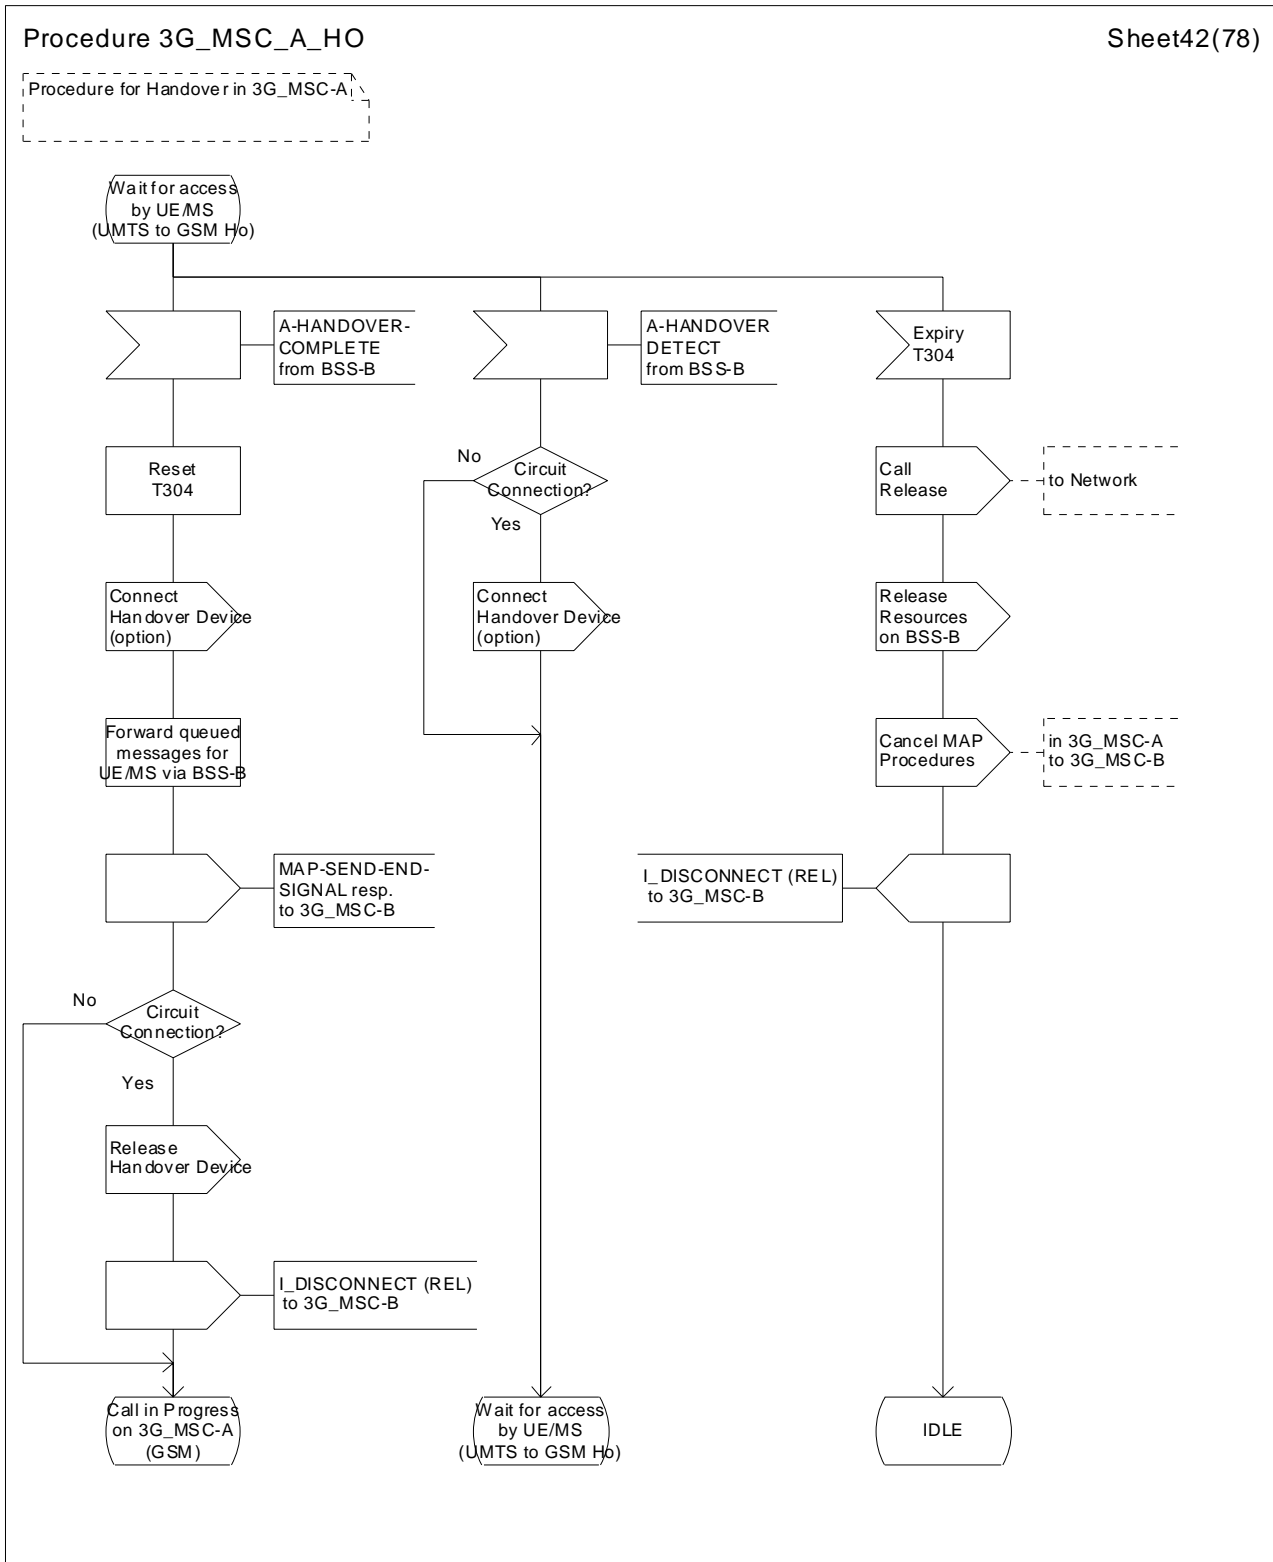 Procedure 3G_MSC_A_HO
Sheet42(78)
Procedure for Handover in 3G_MSC-A
Wait for access
by UE/MS
(UMTS to GSM Ho)
A-HANDOVER-
COMPLETE
from BSS-B
A-HANDOVER
DETECT
from BSS-B
Expiry
T304
Reset
T304
No
Circuit
Connection?
Yes
Call
Release
to Network
Connect
Handover Device
(option)
Connect
Handover Device
(option)
Release
Resources
on BSS-B
Forward queued
messages for
UE/MS via BSS-B
Cancel MAP
Procedures
in 3G_MSC-A
to 3G_MSC-B
MAP-SEND-END-
SIGNAL resp.
to 3G_MSC-B
I_DISCONNECT (REL)
to 3G_MSC-B
No
Circuit
Connection?
Yes
Release
Handover Device
I_DISCONNECT (REL)
to 3G_MSC-B
Call in Progress
on 3G_MSC-A
(GSM)
Wait for access
by UE/MS
(UMTS to GSM Ho)
IDLE